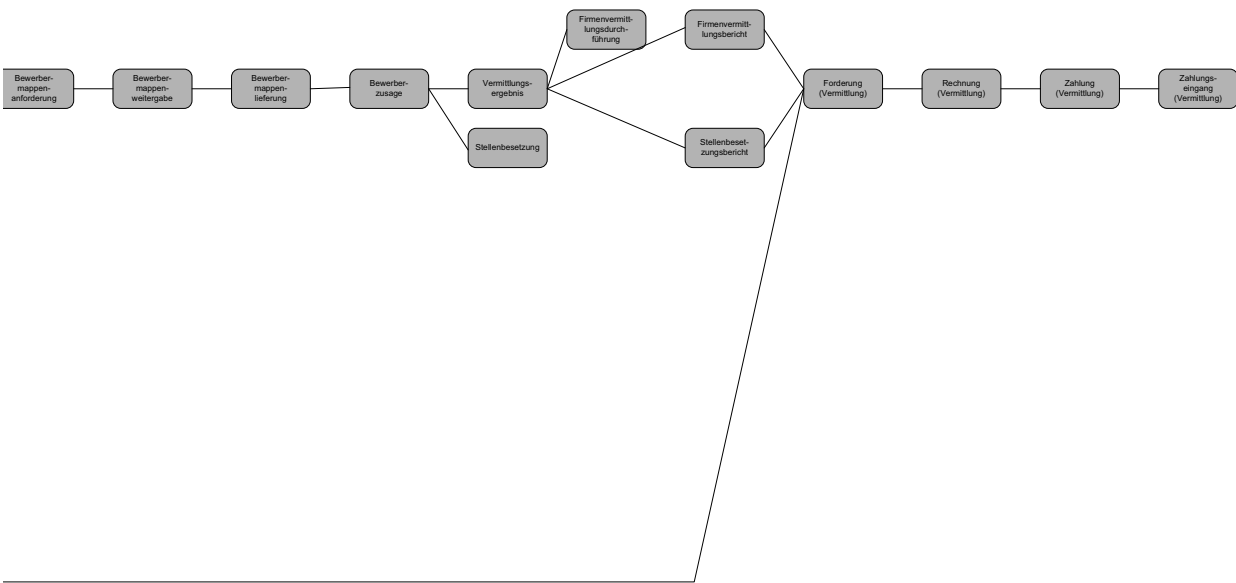 Firmenvermitt-
lungsdurch-
führung
Firmenvermitt-
lungsbericht
Bewerber-
mappen-
anforderung
Bewerber-
mappen-
weitergabe
Bewerber-
mappen-
lieferung
Bewerber-
zusage
Vermittlungs-
ergebnis
Forderung
(Vermittlung)
Rechnung
(Vermittlung)
Zahlung
(Vermittlung)
Zahlungs-
eingang
(Vermittlung)
Stellenbesetzung
Stellenbeset-
zungsbericht